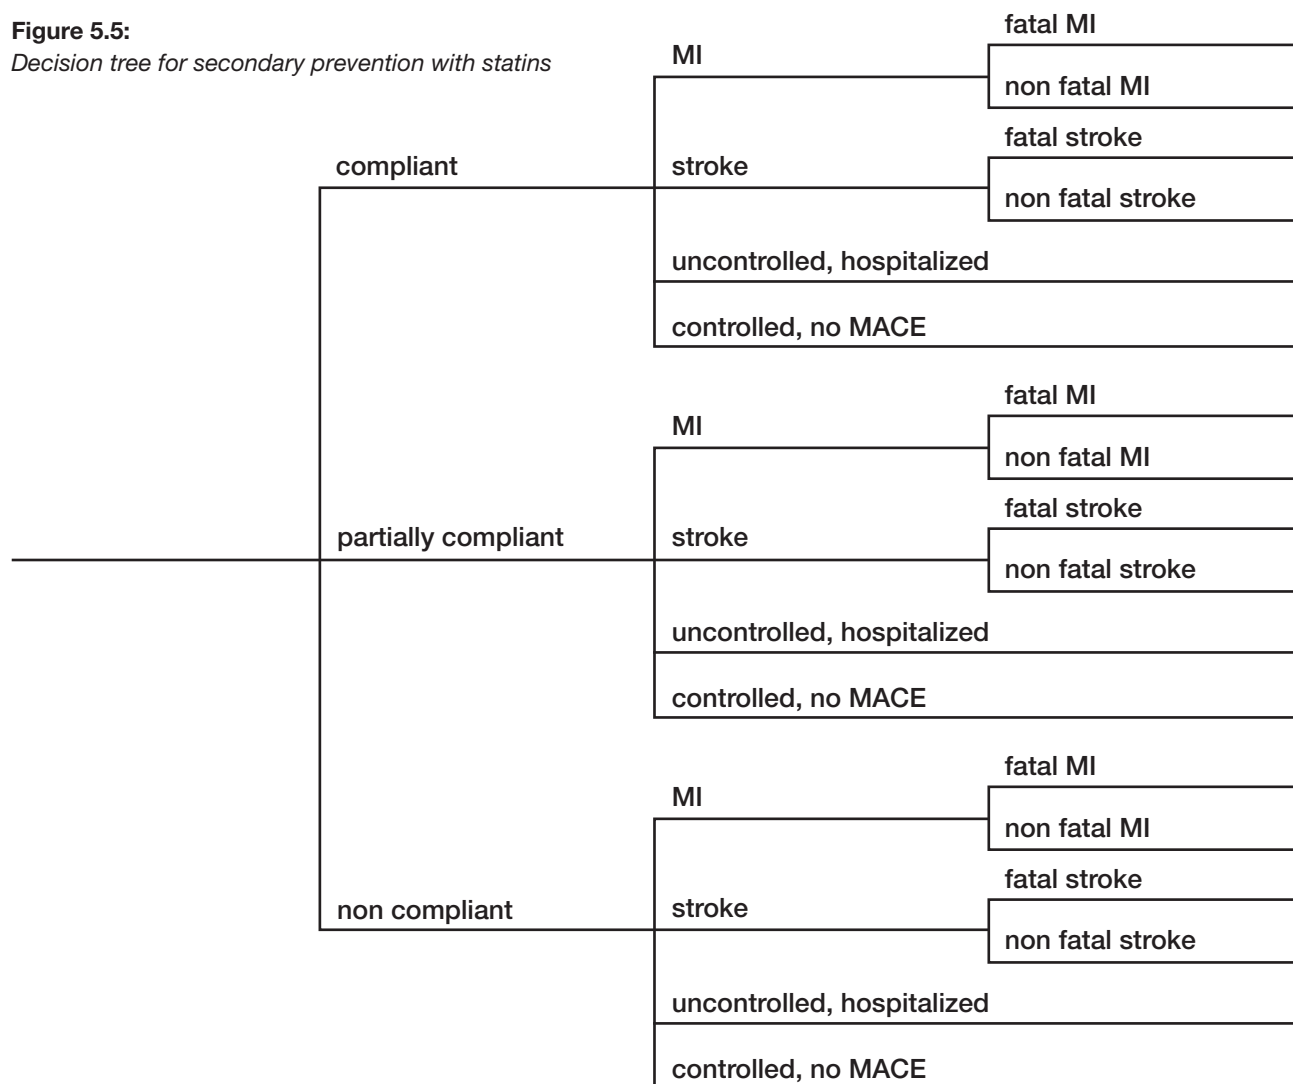 Figure 5.5:
Decision tree for secondary prevention with statins
fatal MI
MI
non fatal MI
fatal stroke
compliant
stroke
non fatal stroke
uncontrolled, hospitalized
controlled, no MACE
fatal MI
MI
non fatal MI
fatal stroke
partially compliant
stroke
non fatal stroke
uncontrolled, hospitalized
controlled, no MACE
fatal MI
MI
non fatal MI
fatal stroke
non compliant
stroke
non fatal stroke
uncontrolled, hospitalized
controlled, no MACE